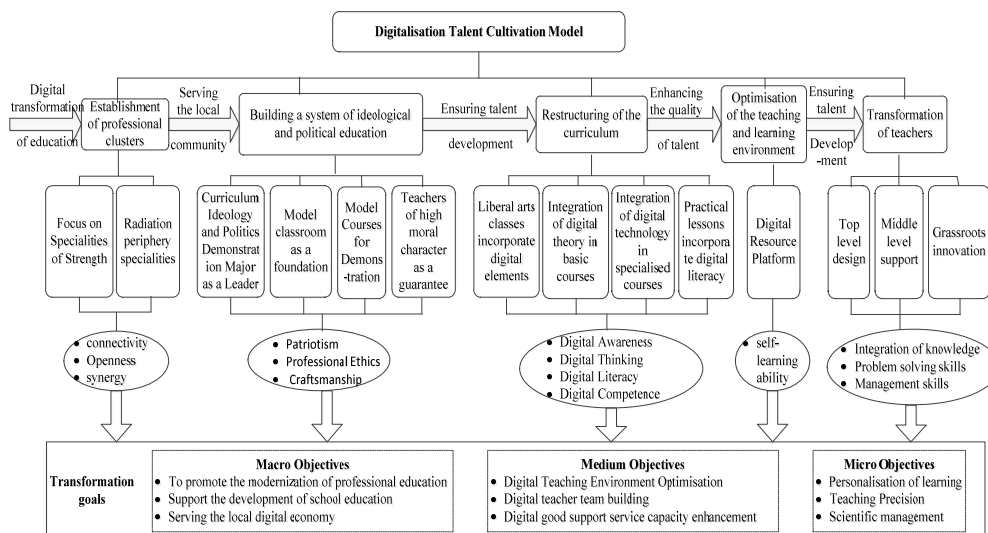 Digitalisation Talent Cultivation Model
Digital
transformation
of education
Establishment
of professional
clusters
Serving
the local
community
Building a system of ideological
and political education
Ensuring talent
development
Restructuring of the
curriculum
Enhancing
the quality
of talent
Optimisation
of the teaching
and learning
environment
Ensuring
talent
Develop
-ment
Transformation
of teachers
Focus on
Specialities
of Strength
Radiation
periphery
specialities
Curriculum
Ideology
and Politics
Demonstrat
ion Major
as a Leader
Model
classroom
as a
foundation
Model
Courses
for
Demons
-tration
Teachers
of high
moral
character
as a
guarantee
Liberal arts
classes
incorporate
digital
elements
Integration
of digital
theory in
basic
courses
Integration
of digital
technology
in
specialised
courses
Practical
lessons
incorpora
te digital
literacy
Digital
Resource
Platform
Top
level
design
Middle
level
support
Grassroots
innovation
• connectivity
• Openness
• synergy
• Patriotism
• Professional Ethics
• Craftsmanship
• Digital Awareness
• Digital Thinking
• Digital Literacy
• Digital Competence
• self-
learning
ability
• Integration of knowledge
• Problem solving skills
• Management skills
Transformation
goals
Macro Objectives
• To promote the modernization of professional education
• Support the development of school education
• Serving the local digital economy
Medium Objectives
• Digital Teaching Environment Optimisation
• Digital teacher team building
• Digital good support service capacity enhancement
Micro Objectives
• Personalisation of learning
• Teaching Precision
• Scientific management